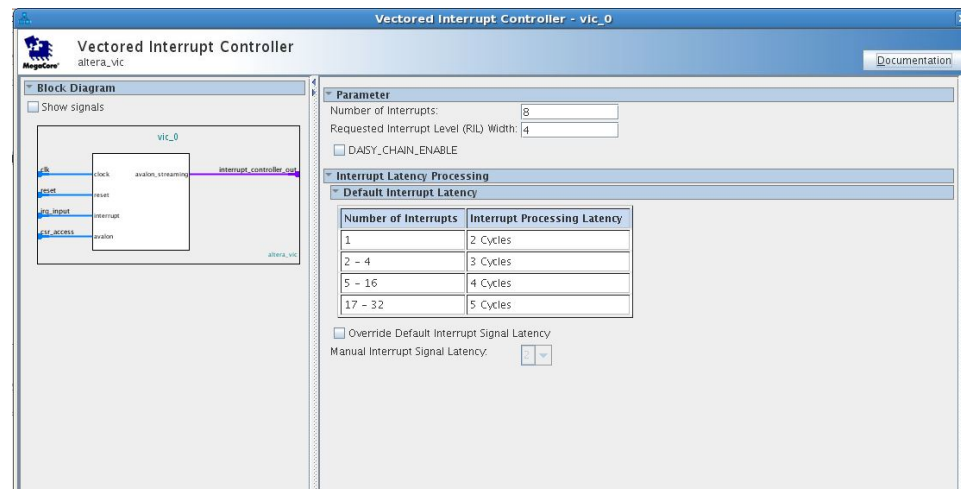 Vectored Interrupt Controller - vic_0
MegaCore'
Vectored Interrupt Controller
altera_vic
Documentation
Block Diagram
Show signals
vic_0
clk
clock
avalon_streaming
interrupt_controller_out
reset
reset
irq_input
interrupt
csr_access
avalon
altera_vic
Parameter
Number of Interrupts: 8
Requested Interrupt Level (RIL) Width: 4
DAISY_CHAIN_ENABLE
Interrupt Latency Processing
Default Interrupt Latency
Number of Interrupts Interrupt Processing Latency
1 2 Cycles
2 - 4 3 Cycles
5 - 16 4 Cycles
17 - 32 5 Cycles
Override Default Interrupt Signal Latency
Manual Interrupt Signal Latency: 2